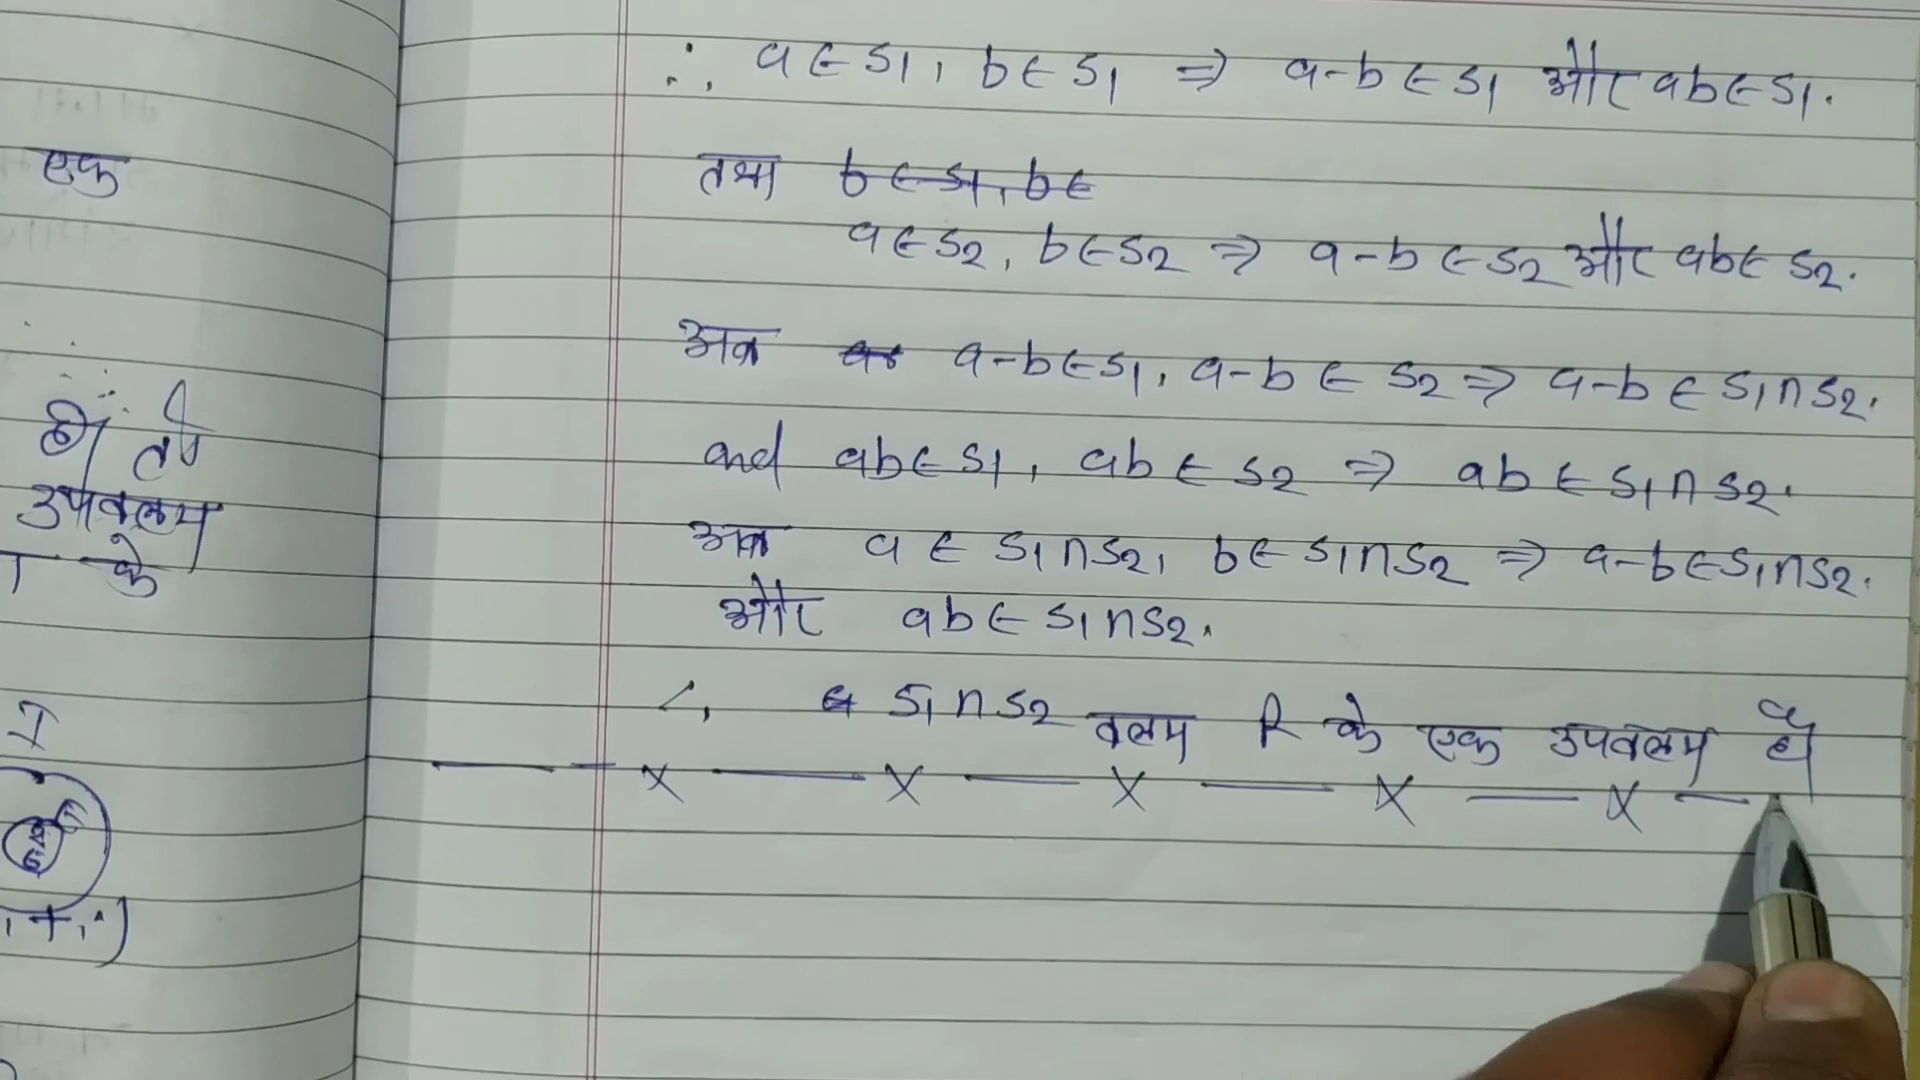 एक
है। तो
उपवलय
के
I
∴ a∈S1, b∈S1 ⇒ a-b∈S1 और ab∈S1.
तथा b∈S1, b∈
a∈S2, b∈S2 ⇒ a-b∈S2 और ab∈S2.
अब a-b∈S1, a-b∈S2 ⇒ a-b∈S1∩S2.
and ab∈S1, ab∈S2 ⇒ ab∈S1∩S2.
अब a∈S1∩S2, b∈S1∩S2 ⇒ a-b∈S1∩S2.
और ab∈S1∩S2.
∴ S1∩S2 वलय R के एक उपवलय है
— — x — x — x — x — x —